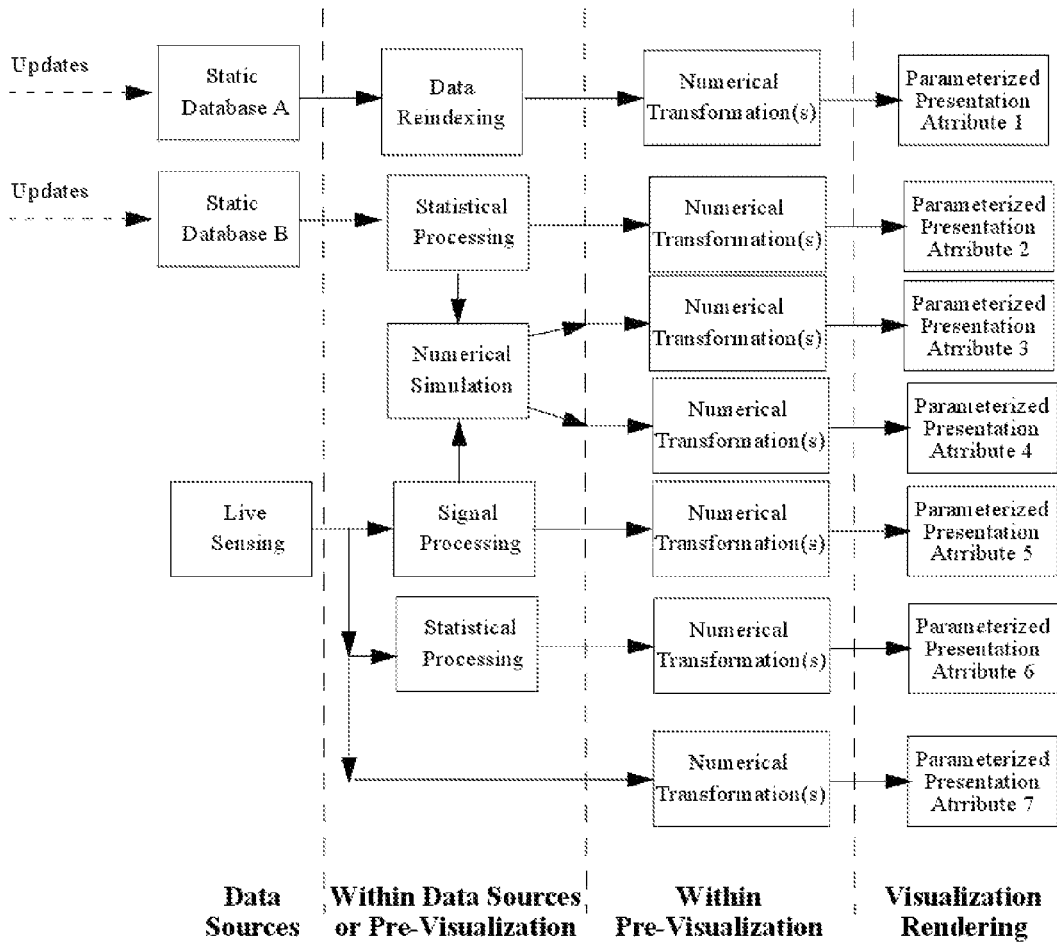 Updates
Static
Database A
Data
Reindexing
Numerical
Transformation(s)
Parameterized
Presentation
Atrribute 1
Updates
Static
Database B
Statistical
Processing
Numerical
Transformation(s)
Parameterized
Presentation
Atrribute 2
Numerical
Simulation
Numerical
Transformation(s)
Parameterized
Presentation
Atrribute 3
Numerical
Transformation(s)
Parameterized
Presentation
Atrribute 4
Live
Sensing
Signal
Processing
Numerical
Transformation(s)
Parameterized
Presentation
Atrribute 5
Statistical
Processing
Numerical
Transformation(s)
Parameterized
Presentation
Atrribute 6
Numerical
Transformation(s)
Parameterized
Presentation
Atrribute 7
Data
Sources
Within Data Sources
or Pre-Visualization
Within
Pre-Visualization
Visualization
Rendering